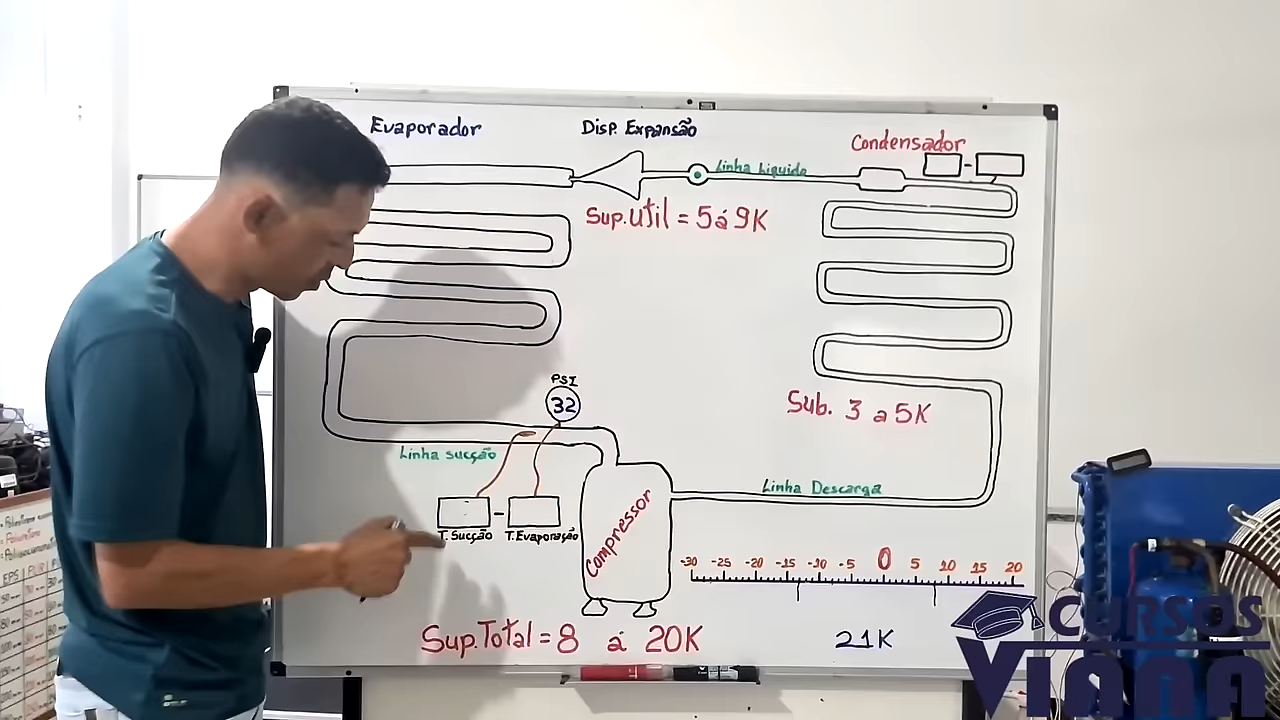 Evaporador
Disp. Expansão
Condensador
Linha Liquido
Sup. Util = 5 á 9K
PSI
32
Sub. 3 a 5K
Linha sucção
Linha Descarga
Compressor
T. Sucção
T. Evaporação
-30 -25 -20 -15 -10 -5 0 5 10 15 20
Sup. Total = 8 á 20K
21K
CURSOS
VIANA
EPS